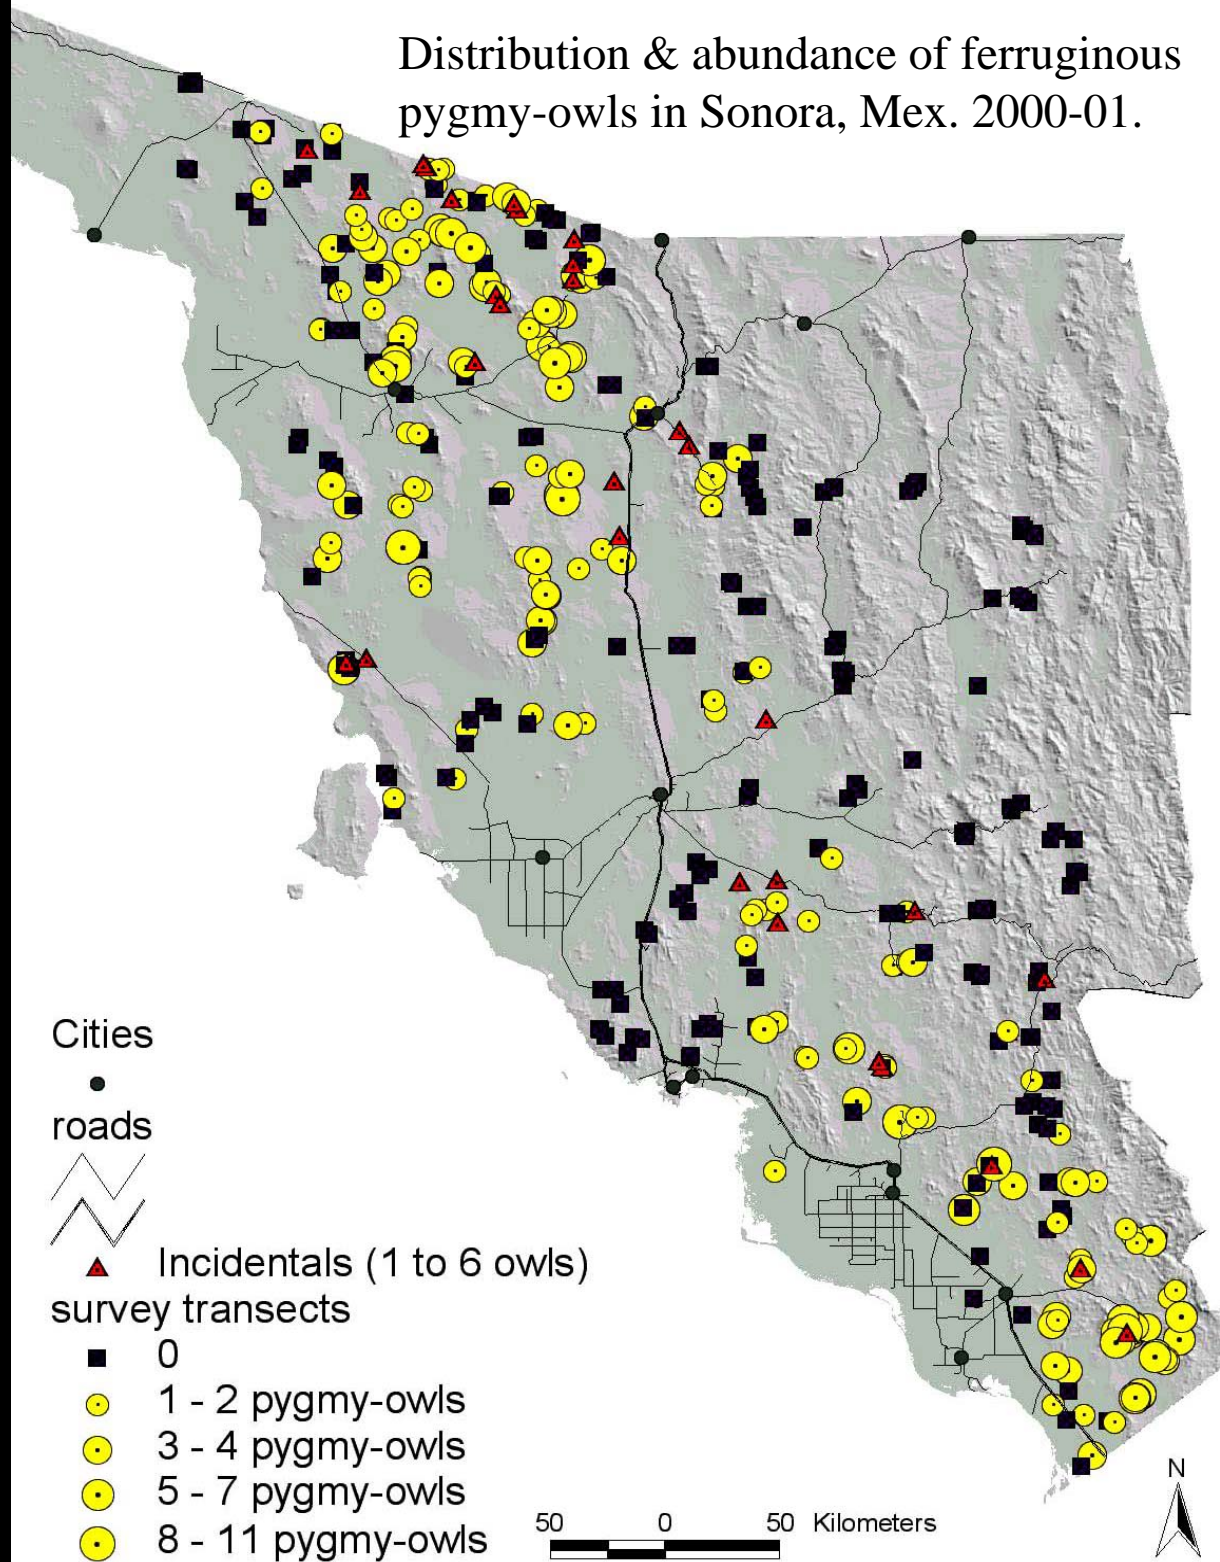 Distribution & abundance of ferruginous
pygmy-owls in Sonora, Mex. 2000-01.
Cities
roads
Incidentals (1 to 6 owls)
survey transects
0
1 - 2 pygmy-owls
3 - 4 pygmy-owls
5 - 7 pygmy-owls
8 - 11 pygmy-owls
50 0 50 Kilometers
N